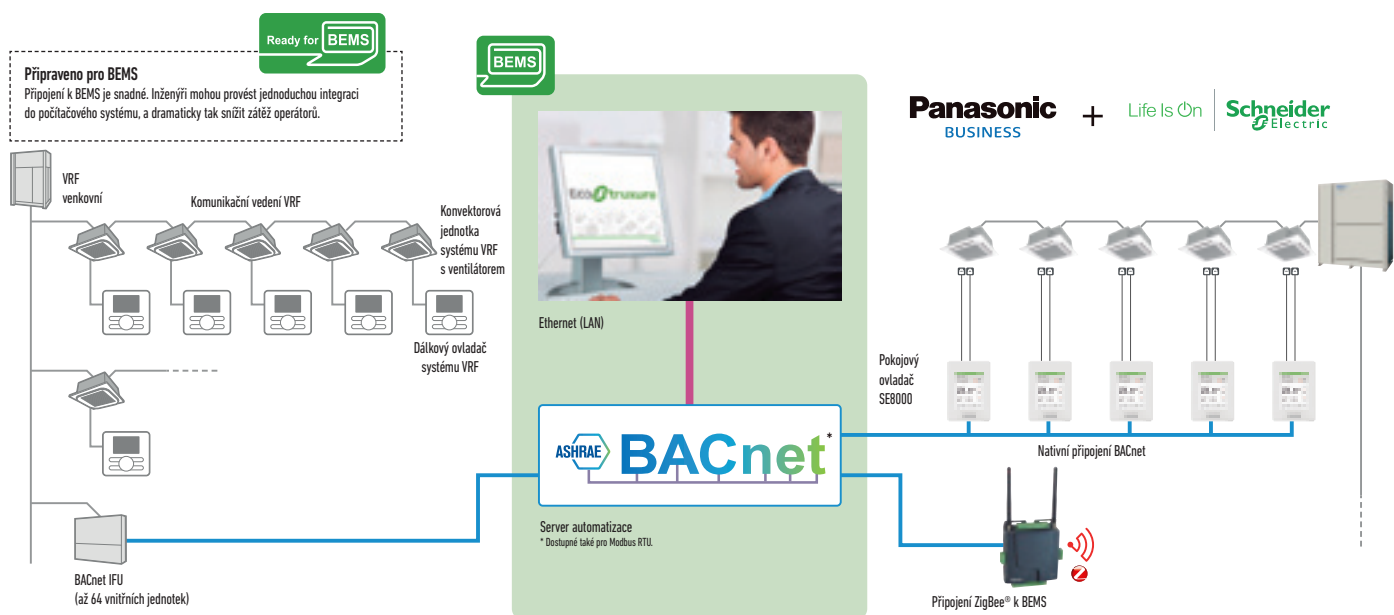 Ready for BEMS
Připraveno pro BEMS
Připojení k BEMS je snadné. Inženýři mohou provést jednoduchou integraci
do počítačového systému, a dramaticky tak snížit zátěž operátorů.
VRF
venkovní
Komunikační vedení VRF
Konvektorová
jednotka
systému VRF
s ventilátorem
Dálkový ovladač
systému VRF
BACnet IFU
(až 64 vnitřních jednotek)
BEMS
EcoStruxure
Ethernet (LAN)
ASHRAE BACnet*
Server automatizace
* Dostupné také pro Modbus RTU.
Panasonic
BUSINESS
+
Life Is On
Schneider
Electric
Pokojový
ovladač
SE8000
Nativní připojení BACnet
Připojení ZigBee® k BEMS